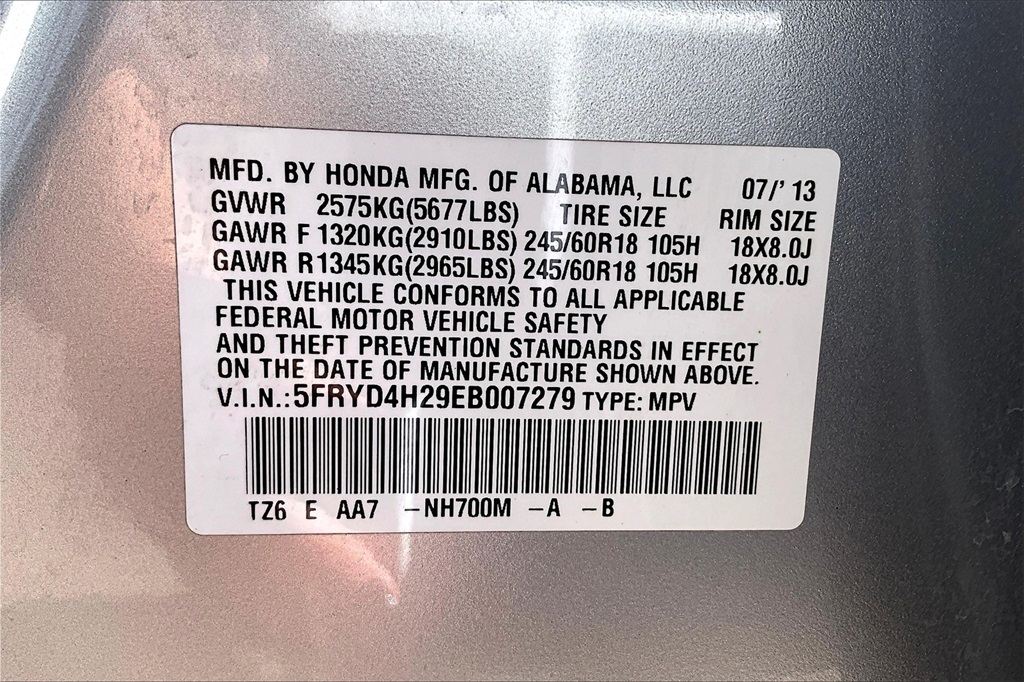 MFD. BY HONDA MFG. OF ALABAMA, LLC 07/' 13
GVWR 2575KG(5677LBS) TIRE SIZE RIM SIZE
GAWR F 1320KG(2910LBS) 245/60R18 105H 18X8.0J
GAWR R1345KG(2965LBS) 245/60R18 105H 18X8.0J
THIS VEHICLE CONFORMS TO ALL APPLICABLE
FEDERAL MOTOR VEHICLE SAFETY
AND THEFT PREVENTION STANDARDS IN EFFECT
ON THE DATE OF MANUFACTURE SHOWN ABOVE.
V.I.N.:5FRYD4H29EB007279 TYPE: MPV
TZ6 E AA7 -NH700M -A -B